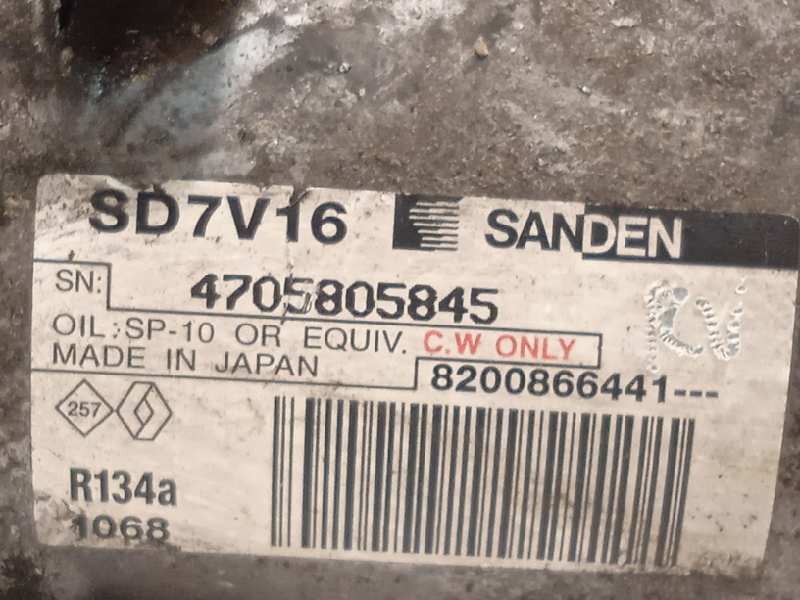 SD7V16 SANDEN
SN: 4705805845
OIL:SP-10 OR EQUIV. C.W ONLY
MADE IN JAPAN 8200866441---
257
R134a
1068